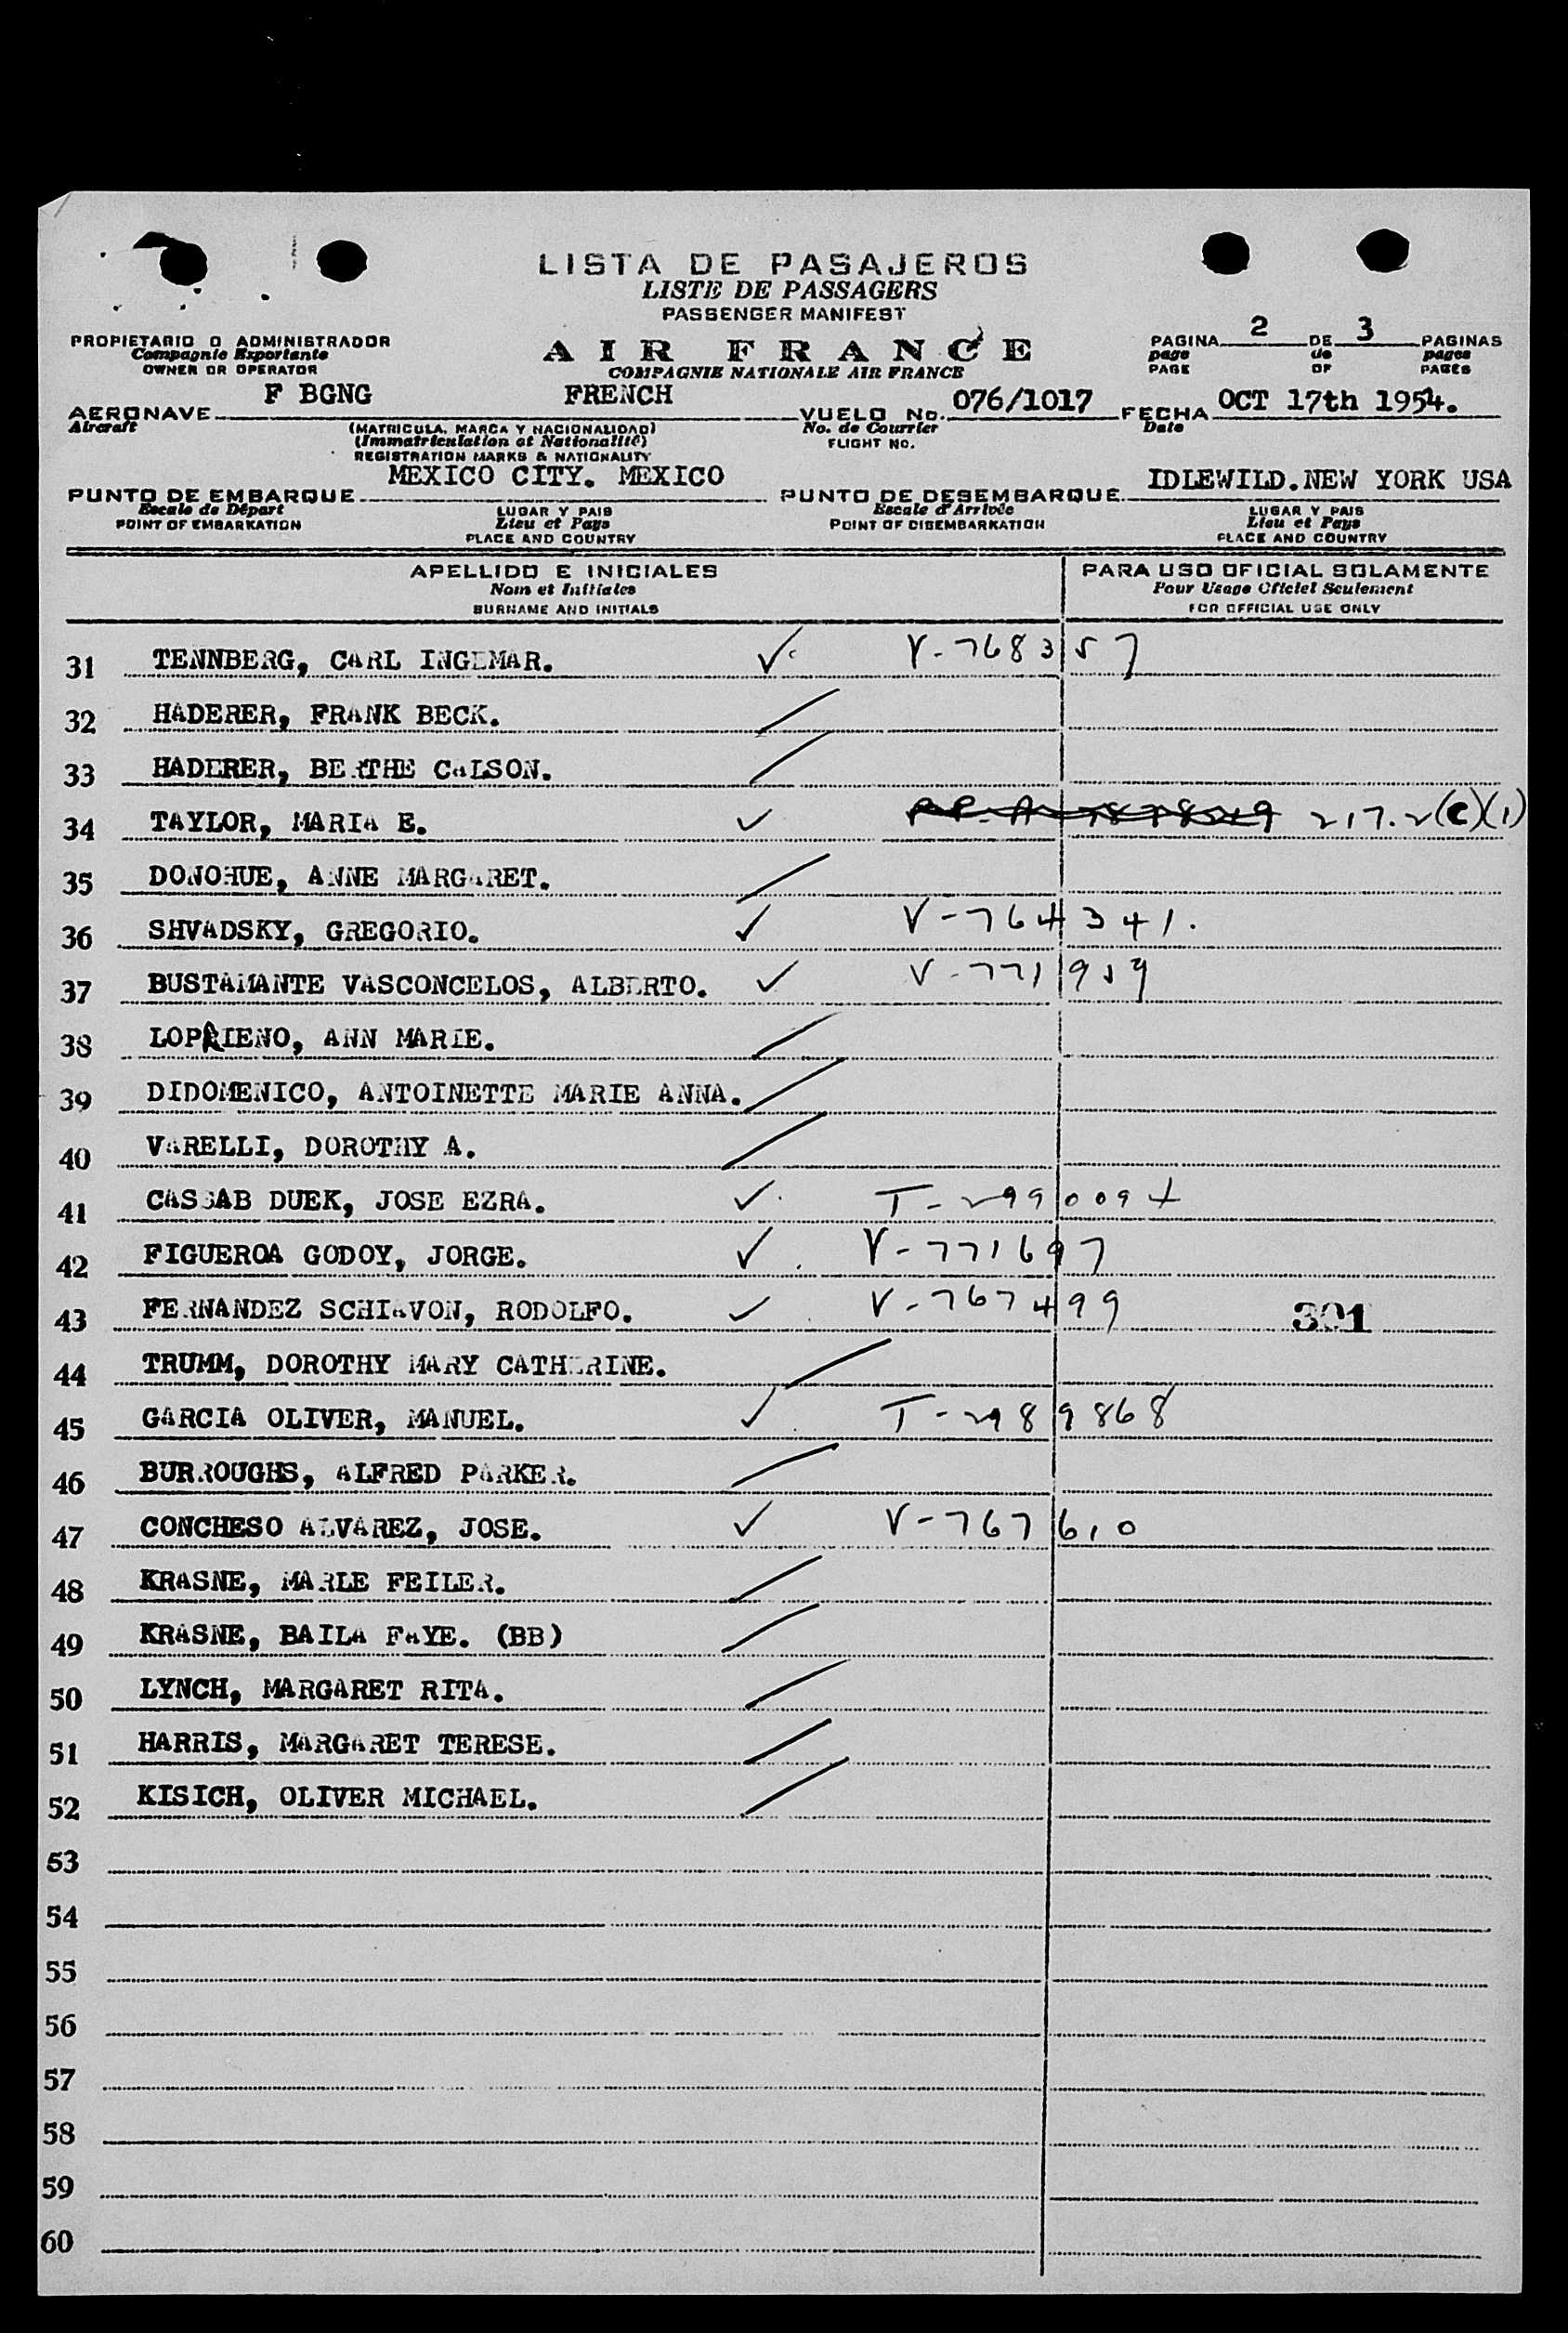 LISTA DE PASAJEROS
LISTE DE PASSAGERS
PASSENGER MANIFEST
PROPIETARIO O ADMINISTRADOR
Compagnie Exportante
OWNER OR OPERATOR
AIR FRANCE
COMPAGNIE NATIONALE AIR FRANCE
PAGINA 2 DE 3 PAGINAS
page de pages
PAGE OF PAGES
AERONAVE F BGNG FRENCH VUELO No. 076/1017 FECHA OCT 17th 1954.
Aircraft (MATRICULA, MARCA Y NACIONALIDAD) No. de Courrier Date
(Immatriculation et Nationalité) FLIGHT NO.
REGISTRATION MARKS & NATIONALITY
PUNTO DE EMBARQUE MEXICO CITY. MEXICO PUNTO DE DESEMBARQUE IDLEWILD.NEW YORK USA
Escale de Départ LUGAR Y PAIS Escale d'Arrivée LUGAR Y PAIS
POINT OF EMBARKATION Lieu et Pays POINT OF DISEMBARKATION Lieu et Pays
PLACE AND COUNTRY PLACE AND COUNTRY
APELLIDO E INICIALES PARA USO OFICIAL SOLAMENTE
Nom et Initiales Pour Usage Officiel Seulement
SURNAME AND INITIALS FOR OFFICIAL USE ONLY
31 TENNBERG, CARL INGEMAR. V-7683157
32 HADERER, FRANK BECK.
33 HADERER, BERTHE CALSON.
34 TAYLOR, MARIA E. 217.2(c)(1)
35 DONOHUE, ANNE MARGARET.
36 SHVADSKY, GREGORIO. V-764341.
37 BUSTAMANTE VASCONCELOS, ALBERTO. V-771959
38 LOPRIENO, ANN MARIE.
39 DIDOMENICO, ANTOINETTE MARIE ANNA.
40 VARELLI, DOROTHY A.
41 CASSAB DUEK, JOSE EZRA. T-2990094
42 FIGUEROA GODOY, JORGE. V-771697
43 FERNANDEZ SCHIAVON, RODOLFO. V-767499 301
44 TRUMM, DOROTHY MARY CATHERINE.
45 GARCIA OLIVER, MANUEL. T-2989868
46 BURROUGHS, ALFRED PARKER.
47 CONCHESO ALVAREZ, JOSE. V-767610
48 KRASNE, MARLE FEILER.
49 KRASNE, BAILA FAYE. (BB)
50 LYNCH, MARGARET RITA.
51 HARRIS, MARGARET TERESE.
52 KISICH, OLIVER MICHAEL.
53
54
55
56
57
58
59
60